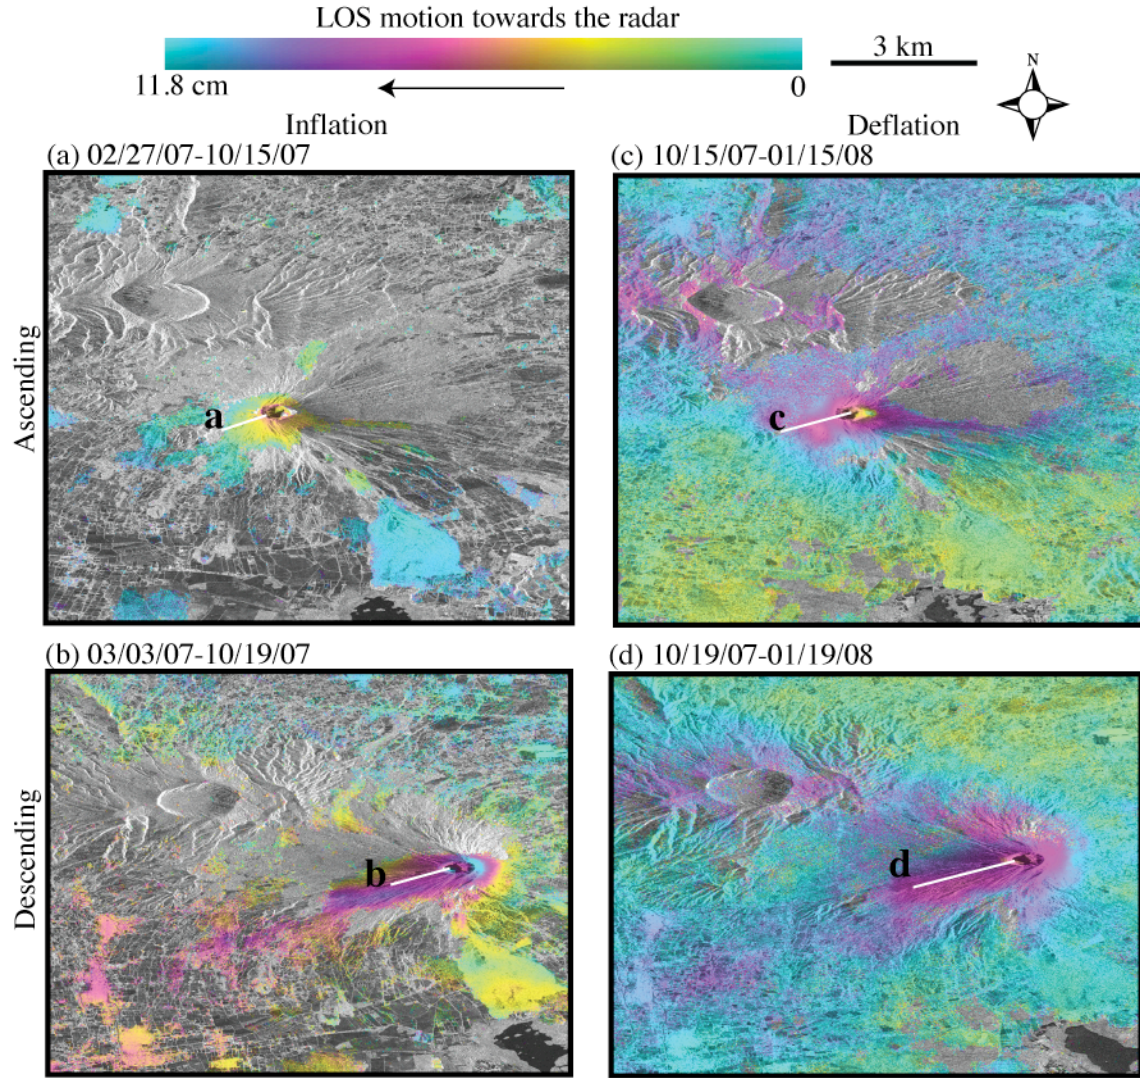 LOS motion towards the radar
11.8 cm
0
3 km
N
Inflation
Deflation
(a) 02/27/07-10/15/07
(c) 10/15/07-01/15/08
Ascending
a
c
(b) 03/03/07-10/19/07
(d) 10/19/07-01/19/08
Descending
b
d